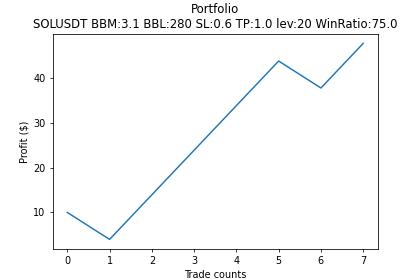 Portfolio
SOLUSDT BBM:3.1 BBL:280 SL:0.6 TP:1.0 lev:20 WinRatio:75.0
40
30
20
10
Profit ($)
0 1 2 3 4 5 6 7
Trade counts